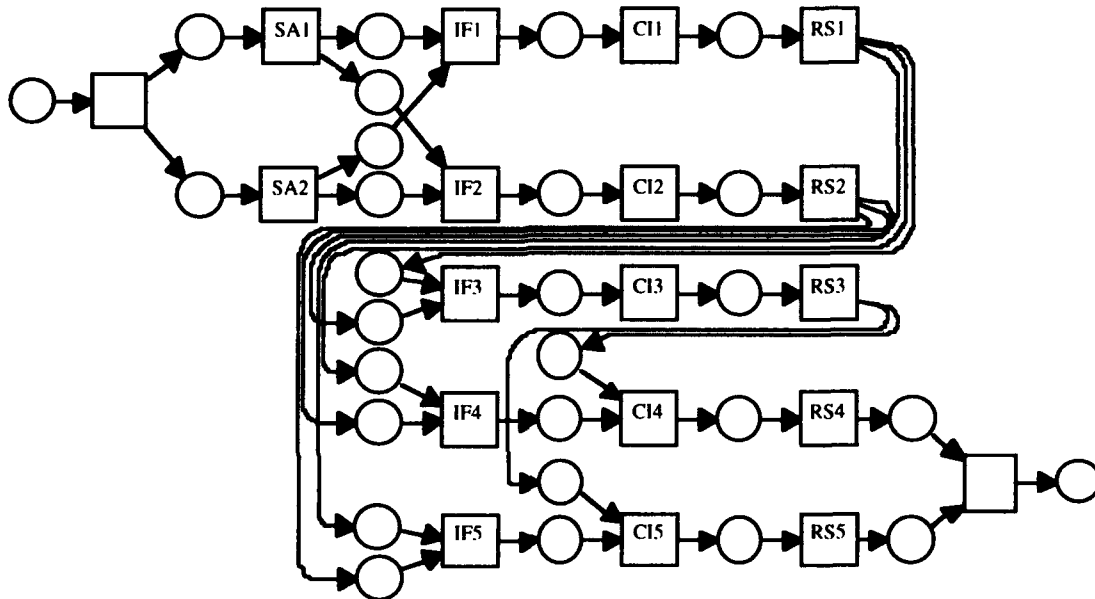 SA1 IF1 CI1 RS1
SA2 IF2 CI2 RS2
IF3 CI3 RS3
IF4 CI4 RS4
IF5 CI5 RS5